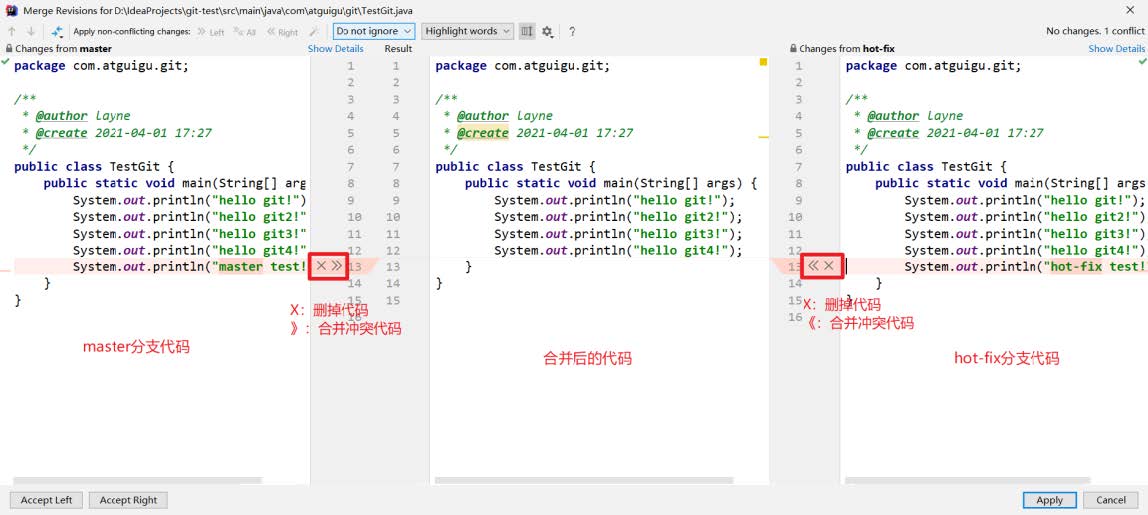 Merge Revisions for D:\IdeaProjects\git-test\src\main\java\com\atguigu\git\TestGit.java
Apply non-conflicting changes: Left All Right Do not ignore Highlight words ? No changes. 1 conflict
Changes from master Show Details Result Changes from hot-fix Show Details
package com.atguigu.git; 1 1 package com.atguigu.git; 1 package com.atguigu.git;
2 2 2
/** 3 3 /** 3 /**
* @author layne 4 4 * @author layne 4 * @author layne
* @create 2021-04-01 17:27 5 5 * @create 2021-04-01 17:27 5 * @create 2021-04-01 17:27
*/ 6 6 */ 6 */
public class TestGit { 7 7 public class TestGit { 7 public class TestGit {
public static void main(String[] arg 8 8 public static void main(String[] args) { 8 public static void main(String[] args
System.out.println("hello git!") 9 9 System.out.println("hello git!"); 9 System.out.println("hello git!");
System.out.println("hello git2!" 10 10 System.out.println("hello git2!"); 10 System.out.println("hello git2!")
System.out.println("hello git3!" 11 11 System.out.println("hello git3!"); 11 System.out.println("hello git3!")
System.out.println("hello git4!" 12 12 System.out.println("hello git4!"); 12 System.out.println("hello git4!")
System.out.println("master test! × » 13 13 } 13 « × System.out.println("hot-fix test!
} 14 14 } 14 }
} 15 15 15 }
16 16
X：删掉代码
》：合并冲突代码
X：删掉代码
《：合并冲突代码
master分支代码
合并后的代码
hot-fix分支代码
Accept Left Accept Right Apply Cancel